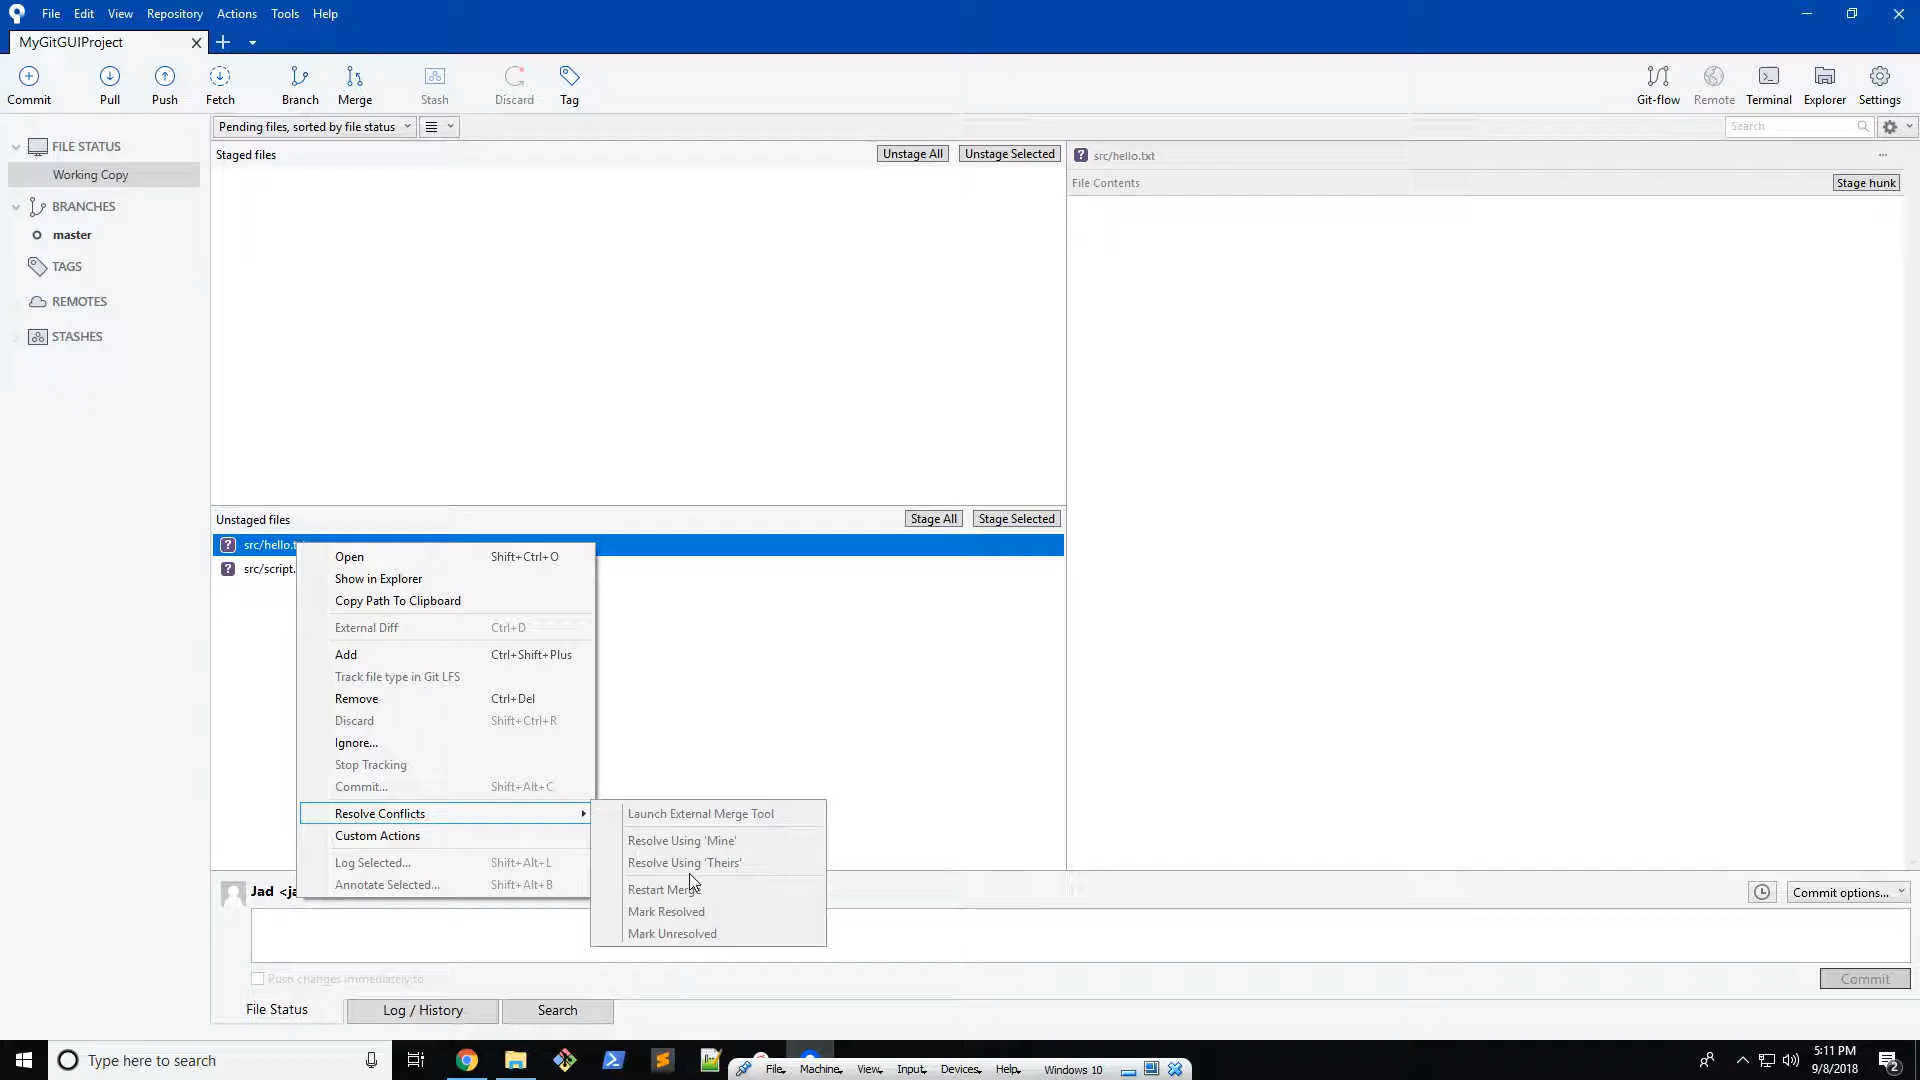 File Edit View Repository Actions Tools Help
MyGitGUIProject
Commit Pull Push Fetch Branch Merge Stash Discard Tag Git-flow Remote Terminal Explorer Settings
Pending files, sorted by file status
Search
FILE STATUS
Working Copy
BRANCHES
master
TAGS
REMOTES
STASHES
Staged files
Unstage All Unstage Selected
src/hello.txt
File Contents
Stage hunk
Unstaged files
Stage All Stage Selected
src/hello.t
src/script.
Open Shift+Ctrl+O
Show in Explorer
Copy Path To Clipboard
External Diff Ctrl+D
Add Ctrl+Shift+Plus
Track file type in Git LFS
Remove Ctrl+Del
Discard Shift+Ctrl+R
Ignore...
Stop Tracking
Commit... Shift+Alt+C
Resolve Conflicts
Custom Actions
Log Selected... Shift+Alt+L
Annotate Selected... Shift+Alt+B
Launch External Merge Tool
Resolve Using 'Mine'
Resolve Using 'Theirs'
Restart Merge
Mark Resolved
Mark Unresolved
Jad <ja
Commit options...
Push changes immediately to
Commit
File Status Log / History Search
Type here to search
File Machine View Input Devices Help Windows 10
5:11 PM
9/8/2018
2